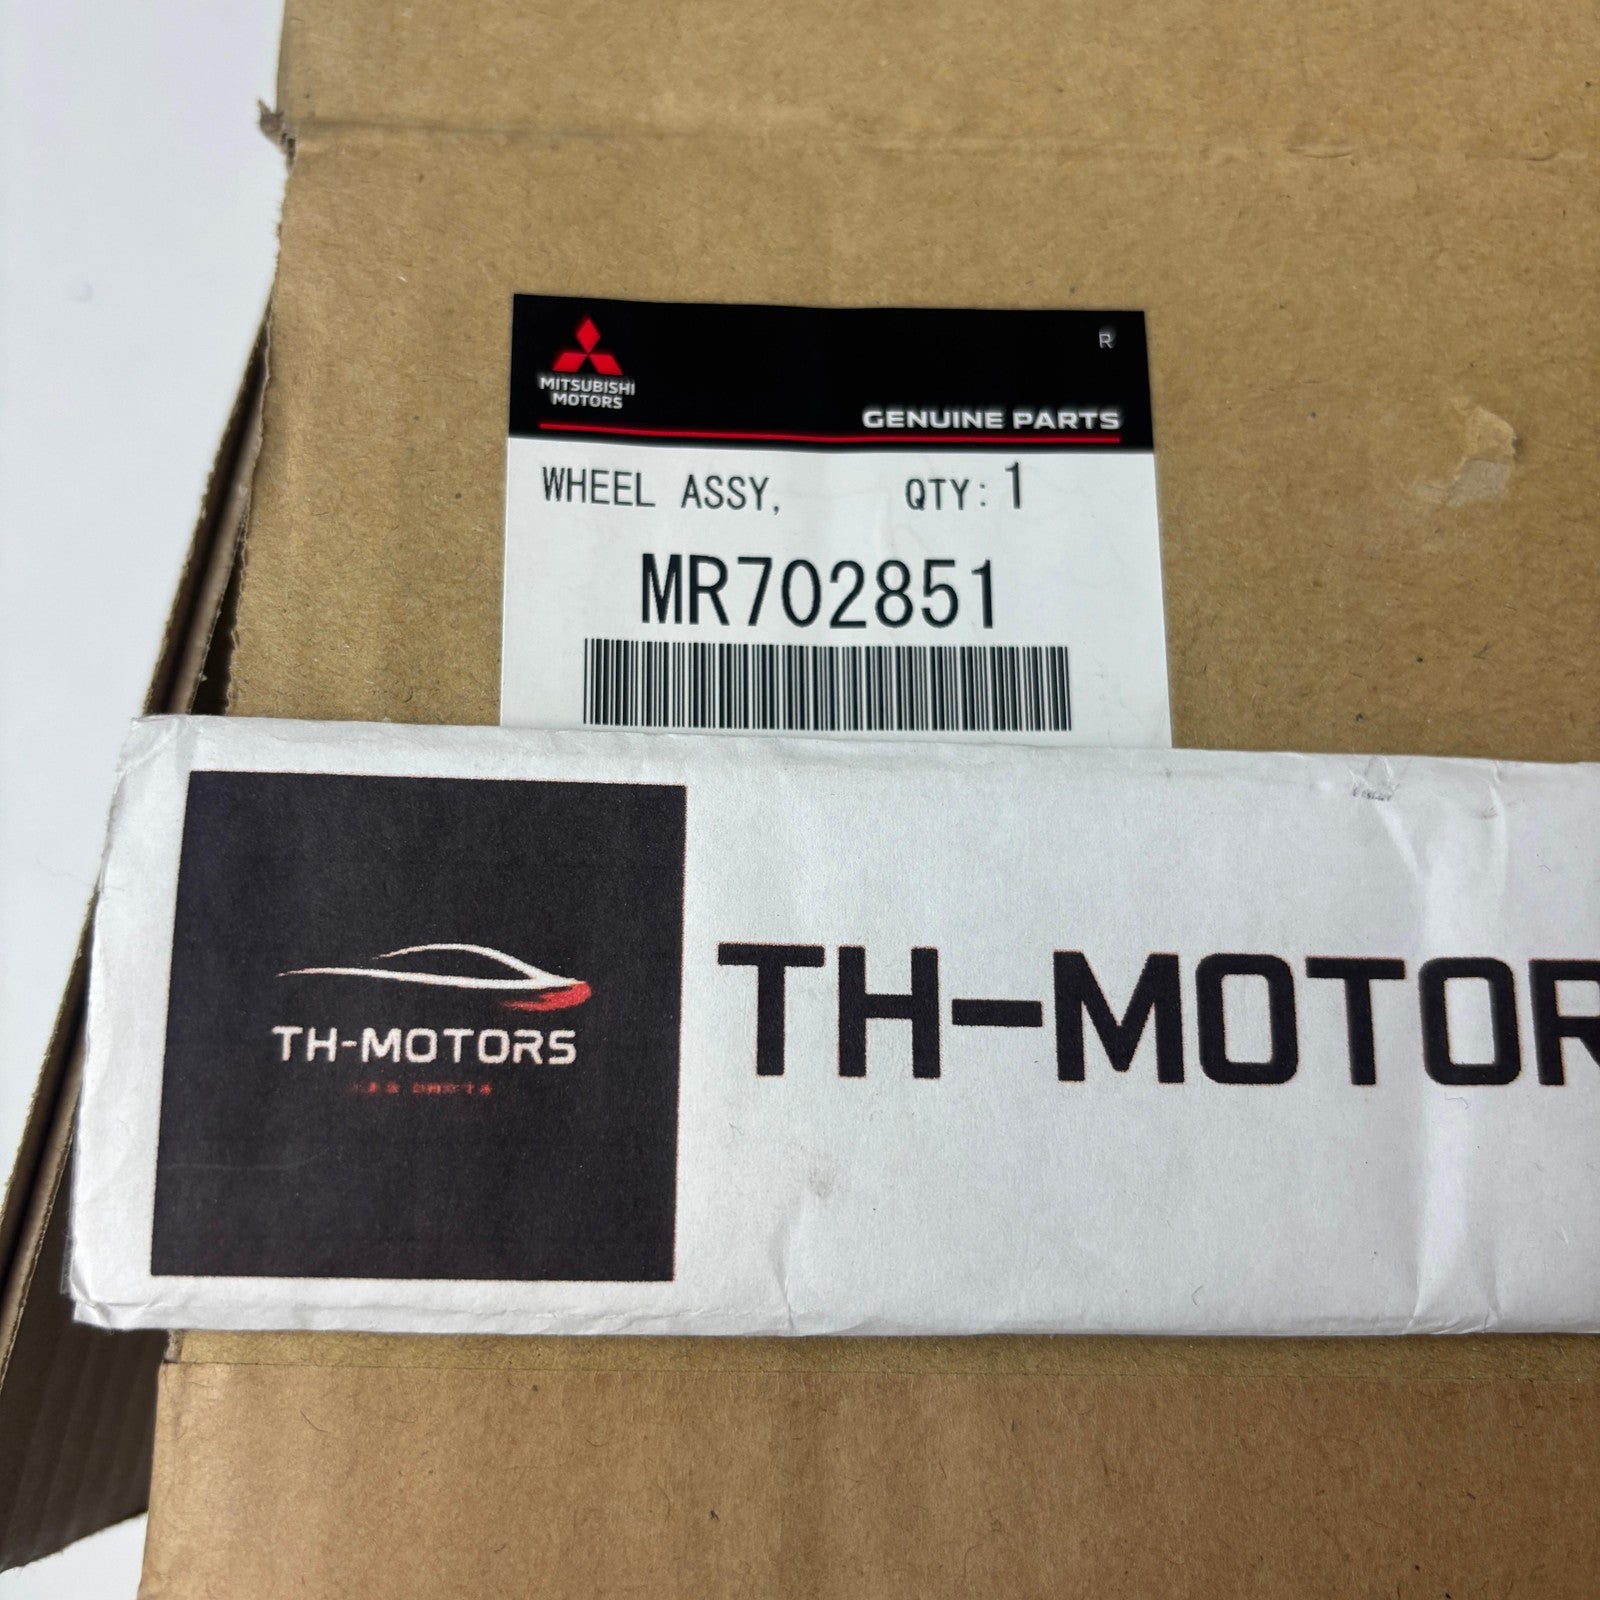 MITSUBISHI
MOTORS
R
GENUINE PARTS
WHEEL ASSY, QTY: 1
MR702851
TH-MOTORS
TH-MOTOR